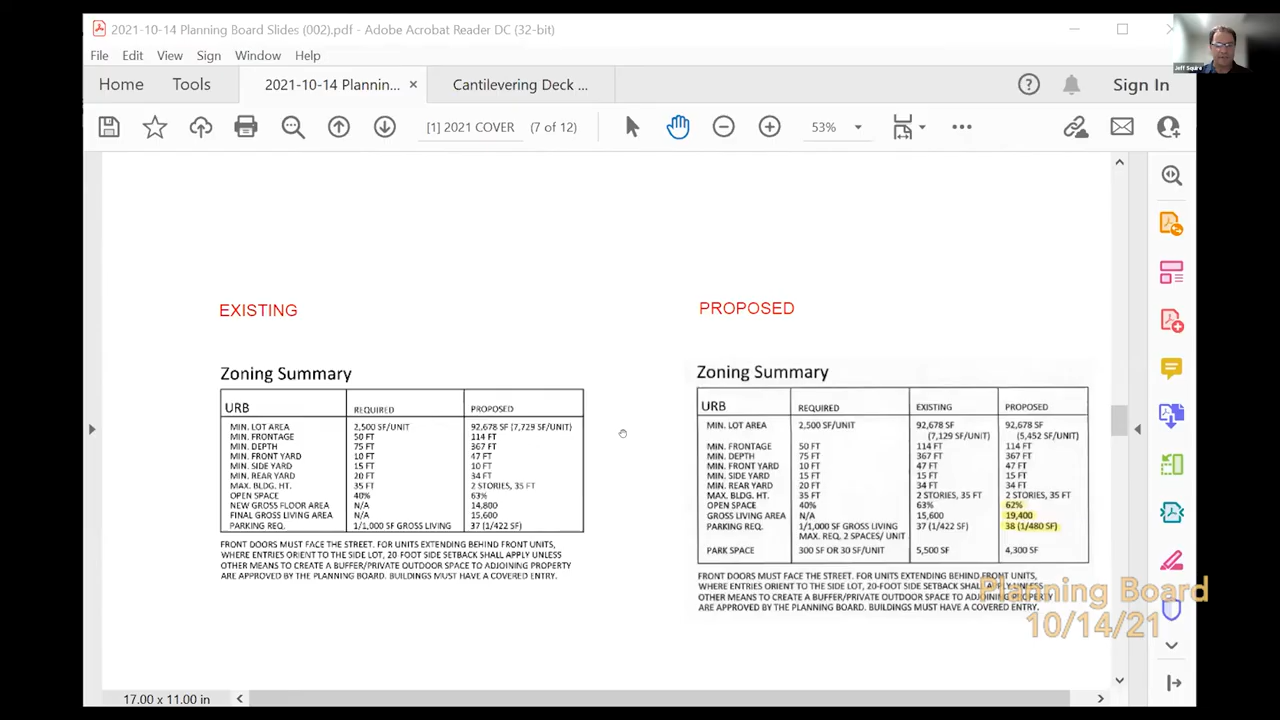 2021-10-14 Planning Board Slides (002).pdf - Adobe Acrobat Reader DC (32-bit)
File Edit View Sign Window Help
Home Tools 2021-10-14 Plannin... × Cantilevering Deck ... Sign In
[1] 2021 COVER (7 of 12) 53%
Jeff Squire
EXISTING
Zoning Summary
URB REQUIRED PROPOSED
MIN. LOT AREA 2,500 SF/UNIT 92,678 SF (7,729 SF/UNIT)
MIN. FRONTAGE 50 FT 114 FT
MIN. DEPTH 75 FT 367 FT
MIN. FRONT YARD 10 FT 47 FT
MIN. SIDE YARD 15 FT 10 FT
MIN. REAR YARD 20 FT 34 FT
MAX. BLDG. HT. 35 FT 2 STORIES, 35 FT
OPEN SPACE 40% 63%
NEW GROSS FLOOR AREA N/A 14,800
FINAL GROSS LIVING AREA N/A 15,600
PARKING REQ. 1/1,000 SF GROSS LIVING 37 (1/422 SF)
FRONT DOORS MUST FACE THE STREET. FOR UNITS EXTENDING BEHIND FRONT UNITS,
WHERE ENTRIES ORIENT TO THE SIDE LOT, 20-FOOT SIDE SETBACK SHALL APPLY UNLESS
OTHER MEANS TO CREATE A BUFFER/PRIVATE OUTDOOR SPACE TO ADJOINING PROPERTY
ARE APPROVED BY THE PLANNING BOARD. BUILDINGS MUST HAVE A COVERED ENTRY.
PROPOSED
Zoning Summary
URB REQUIRED EXISTING PROPOSED
MIN. LOT AREA 2,500 SF/UNIT 92,678 SF 92,678 SF
(7,129 SF/UNIT) (5,452 SF/UNIT)
MIN. FRONTAGE 50 FT 114 FT 114 FT
MIN. DEPTH 75 FT 367 FT 367 FT
MIN. FRONT YARD 10 FT 47 FT 47 FT
MIN. SIDE YARD 15 FT 15 FT 15 FT
MIN. REAR YARD 20 FT 34 FT 34 FT
MAX. BLDG. HT. 35 FT 2 STORIES, 35 FT 2 STORIES, 35 FT
OPEN SPACE 40% 63% 62%
GROSS LIVING AREA N/A 15,600 19,400
PARKING REQ. 1/1,000 SF GROSS LIVING 37 (1/422 SF) 38 (1/480 SF)
MAX. REQ. 2 SPACES/ UNIT
PARK SPACE 300 SF OR 30 SF/UNIT 5,500 SF 4,300 SF
FRONT DOORS MUST FACE THE STREET. FOR UNITS EXTENDING BEHIND FRONT UNITS,
WHERE ENTRIES ORIENT TO THE SIDE LOT, 20-FOOT SIDE SETBACK SHALL APPLY UNLESS
OTHER MEANS TO CREATE A BUFFER/PRIVATE OUTDOOR SPACE TO ADJOINING PROPERTY
ARE APPROVED BY THE PLANNING BOARD. BUILDINGS MUST HAVE A COVERED ENTRY.
Planning Board
10/14/21
17.00 x 11.00 in